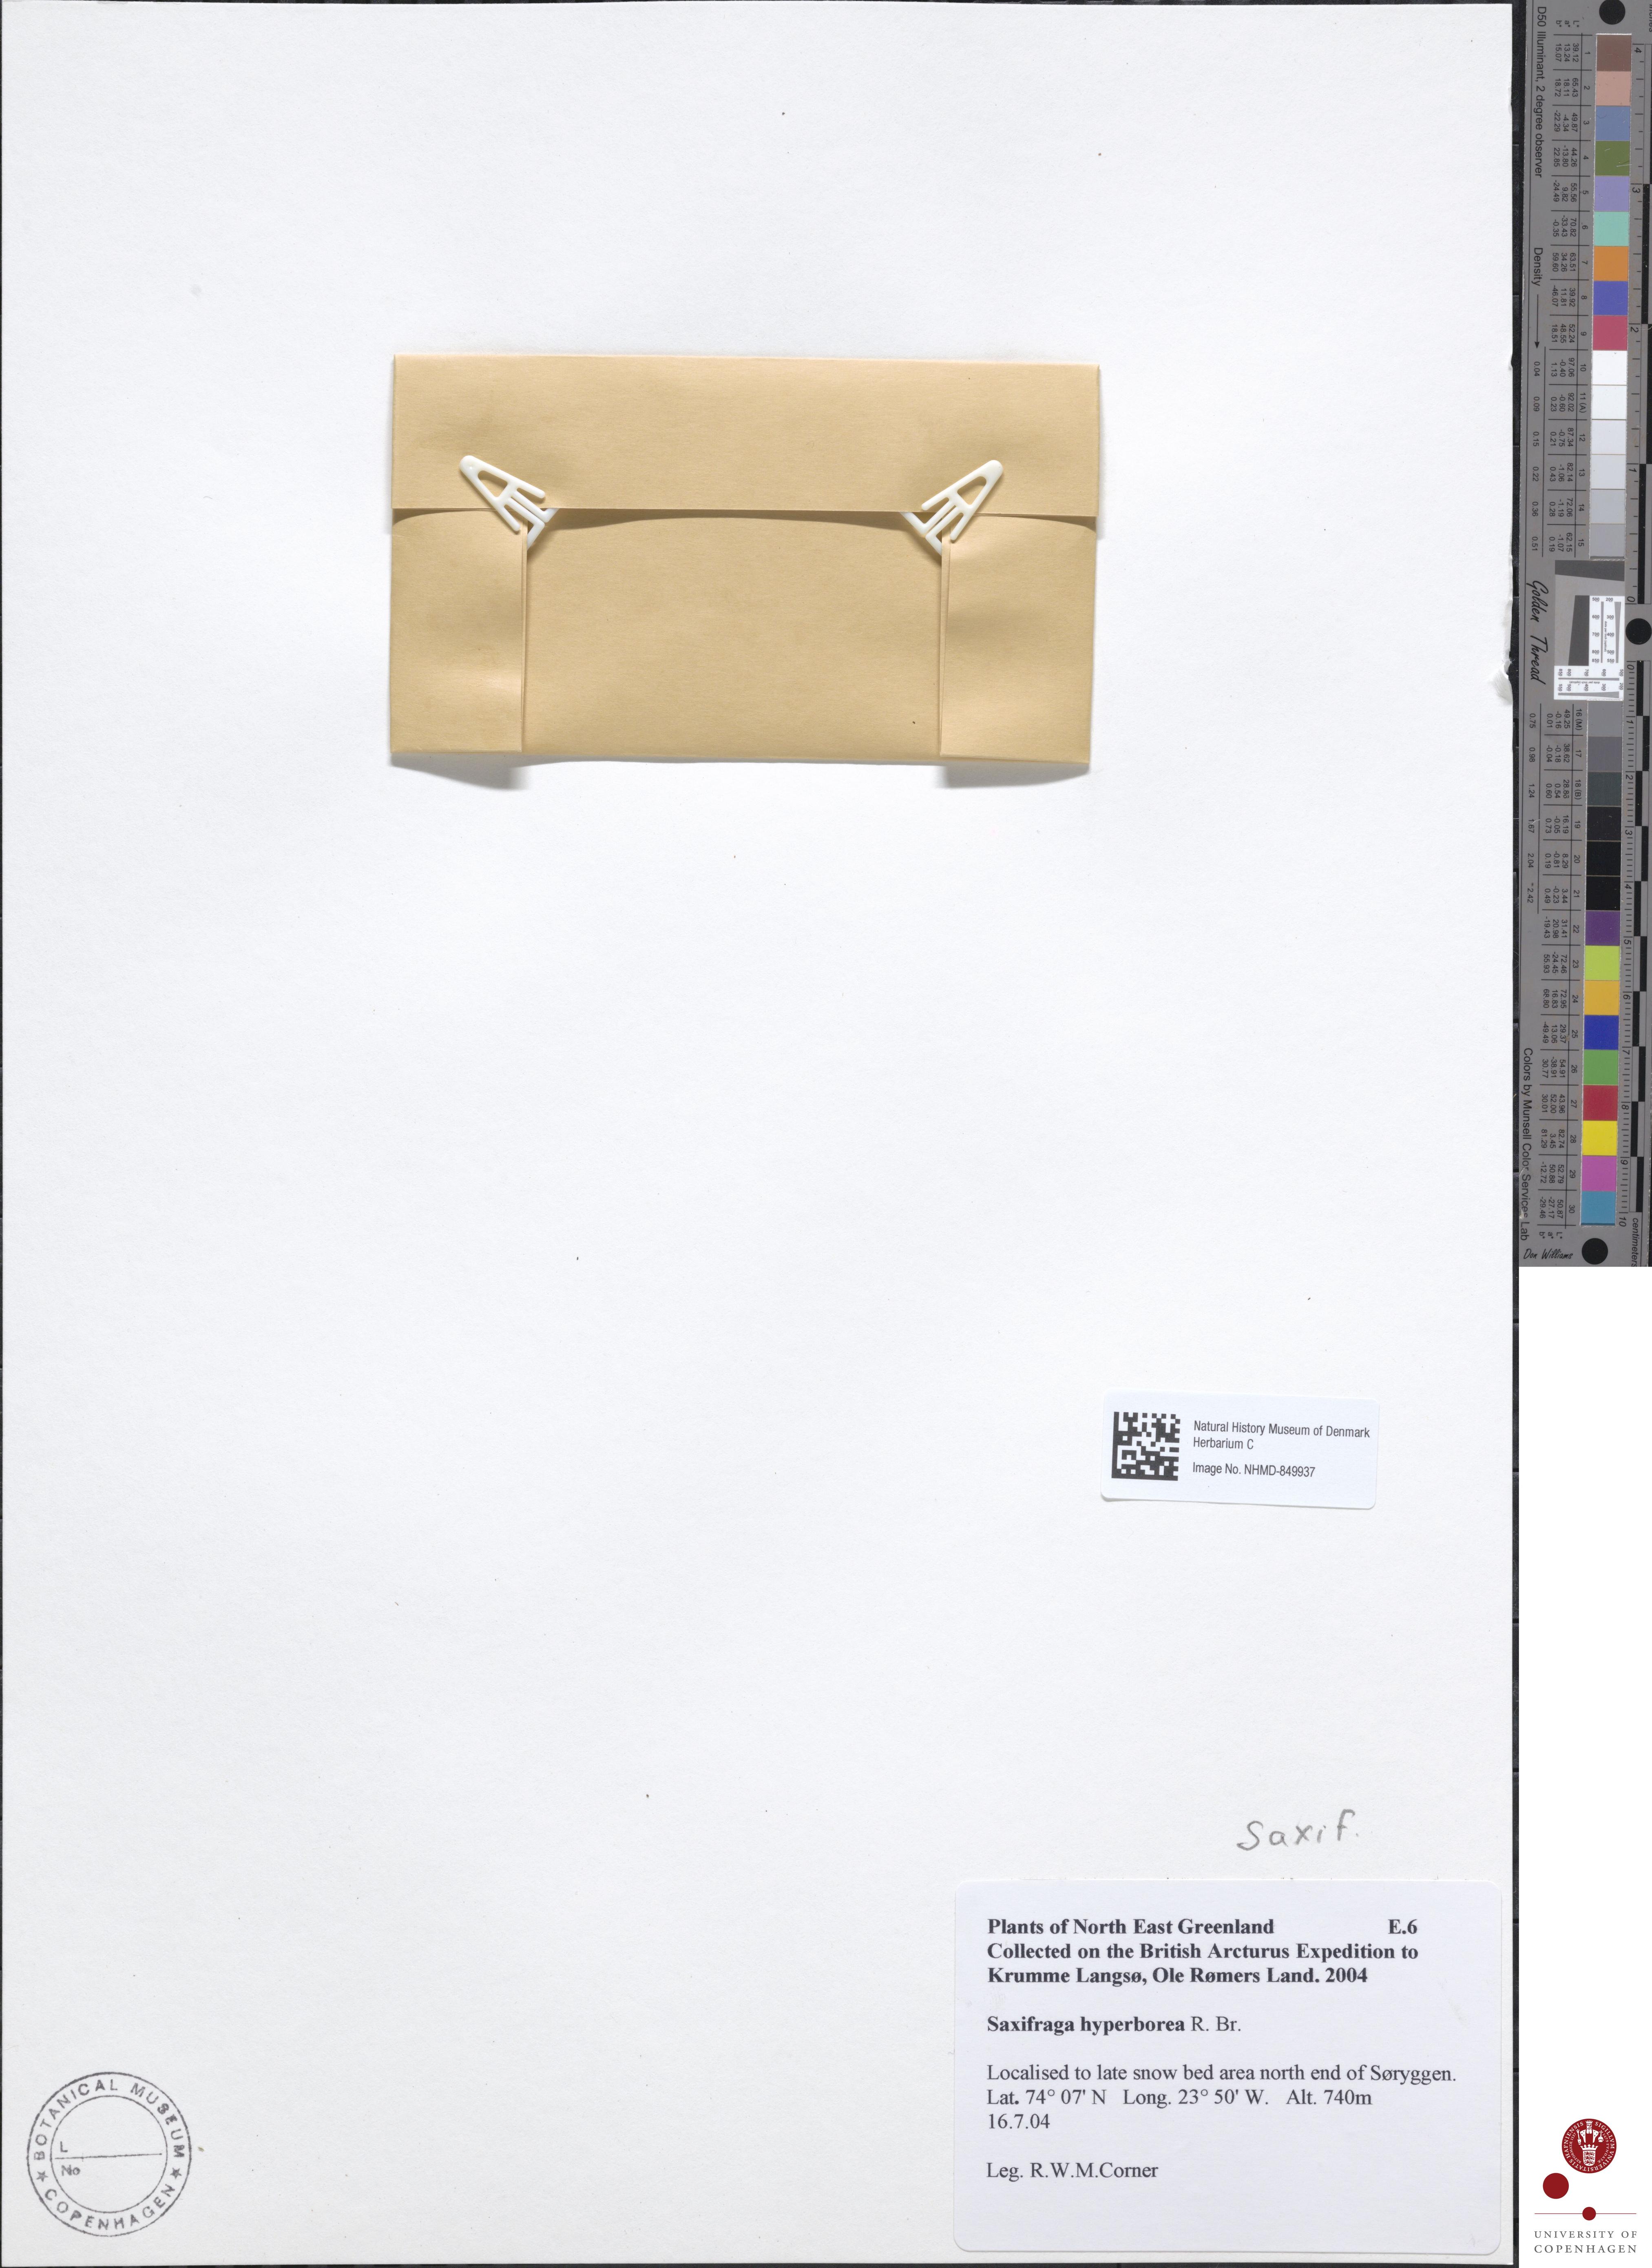 Natural History Museum of Denmark
Herbarium C
Image No. NHMD-849937
Saxif.
Plants of North East Greenland E.6
Collected on the British Arcturus Expedition to
Krumme Langsø, Ole Rømers Land. 2004
Saxifraga hyperborea R. Br.
Localised to late snow bed area north end of Søryggen.
Lat. 74° 07' N Long. 23° 50' W. Alt. 740m
16.7.04
Leg. R.W.M.Corner
BOTANICAL MUSEUM
L
No
COPENHAGEN
D50 Illuminant, 2 degree observer
Density
Golden Thread
Colors by Munsell Color Services Lab
Don Williams
centimeters
UNIVERSITY OF
COPENHAGEN